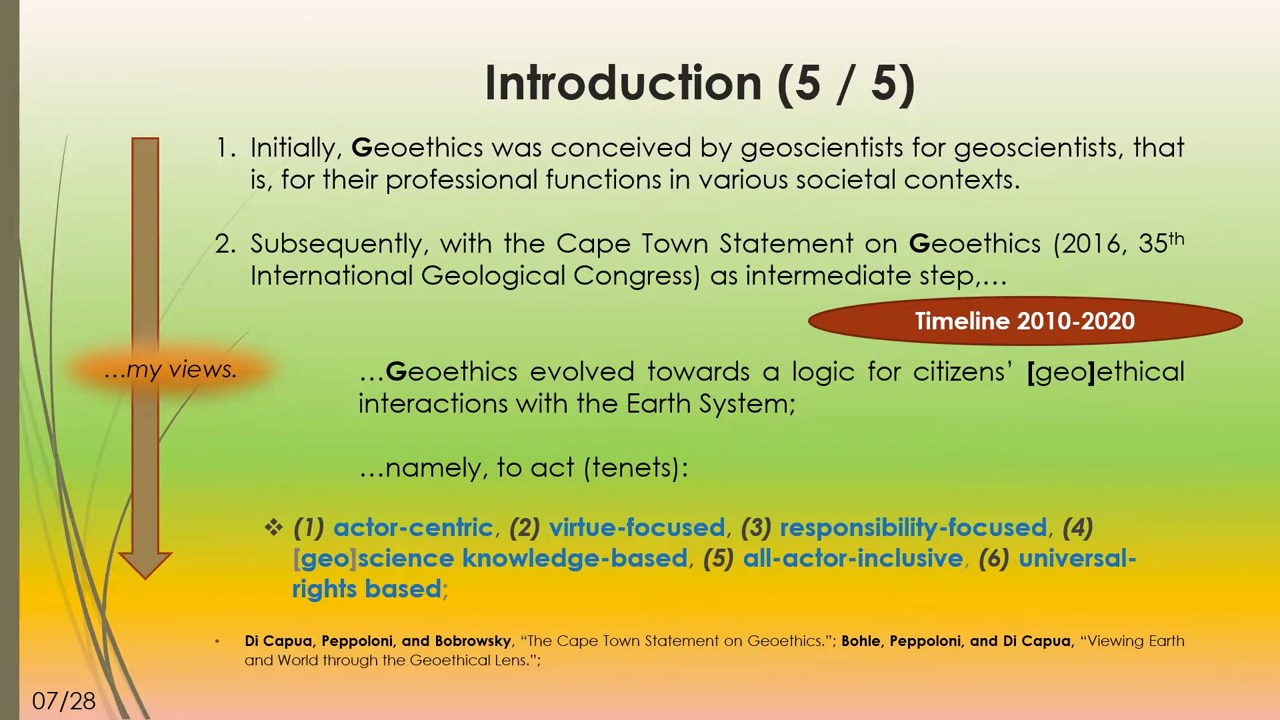 Introduction (5 / 5)
1. Initially, Geoethics was conceived by geoscientists for geoscientists, that
is, for their professional functions in various societal contexts.
2. Subsequently, with the Cape Town Statement on Geoethics (2016, 35th
International Geological Congress) as intermediate step,…
Timeline 2010-2020
…my views.
…Geoethics evolved towards a logic for citizens’ [geo]ethical
interactions with the Earth System;
…namely, to act (tenets):
❖ (1) actor-centric, (2) virtue-focused, (3) responsibility-focused, (4)
[geo]science knowledge-based, (5) all-actor-inclusive, (6) universal-
rights based;
• Di Capua, Peppoloni, and Bobrowsky, “The Cape Town Statement on Geoethics.”; Bohle, Peppoloni, and Di Capua, “Viewing Earth
and World through the Geoethical Lens.”;
07/28